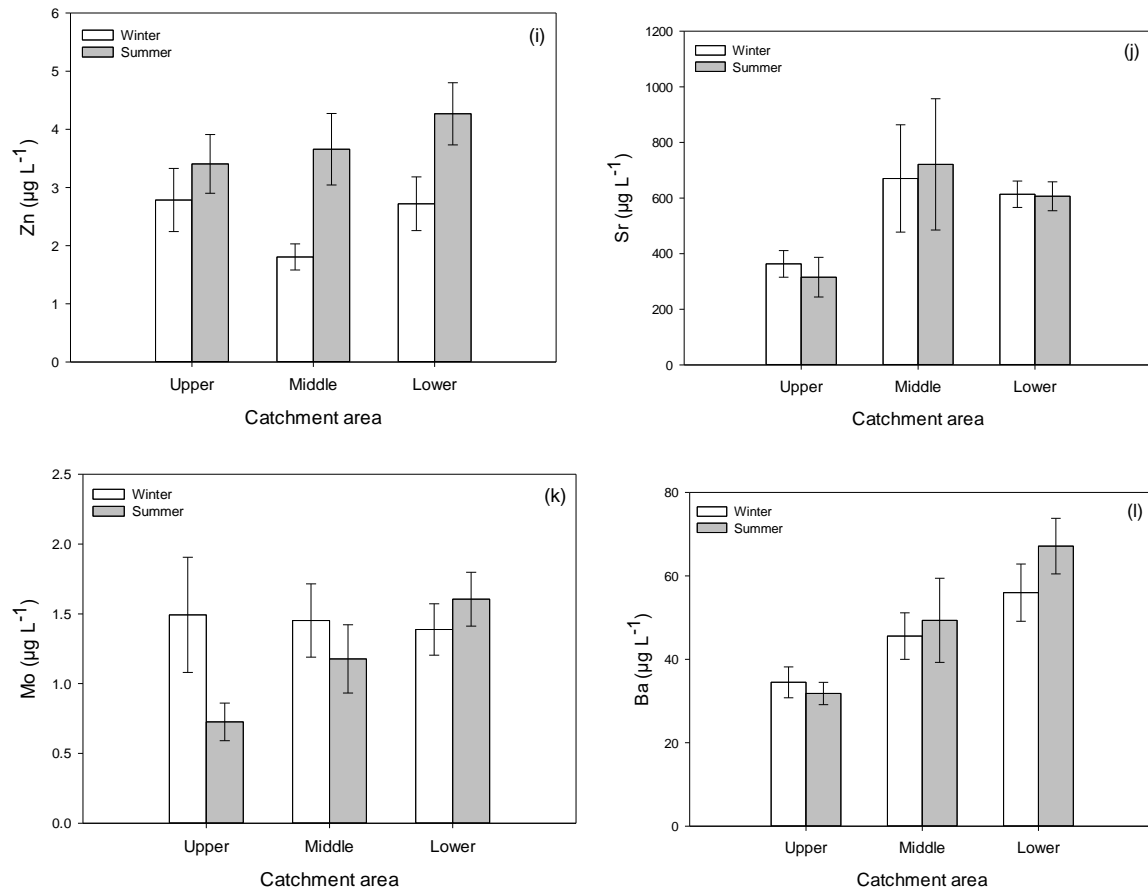 (i)
Winter
Summer
6
5
4
3
2
1
0
Zn (µg L⁻¹)
Upper Middle Lower
Catchment area
(j)
Winter
Summer
1200
1000
800
600
400
200
0
Sr (µg L⁻¹)
Upper Middle Lower
Catchment area
(k)
Winter
Summer
2.5
2.0
1.5
1.0
0.5
0.0
Mo (µg L⁻¹)
Upper Middle Lower
Catchment area
(l)
Winter
Summer
80
60
40
20
0
Ba (µg L⁻¹)
Upper Middle Lower
Catchment area